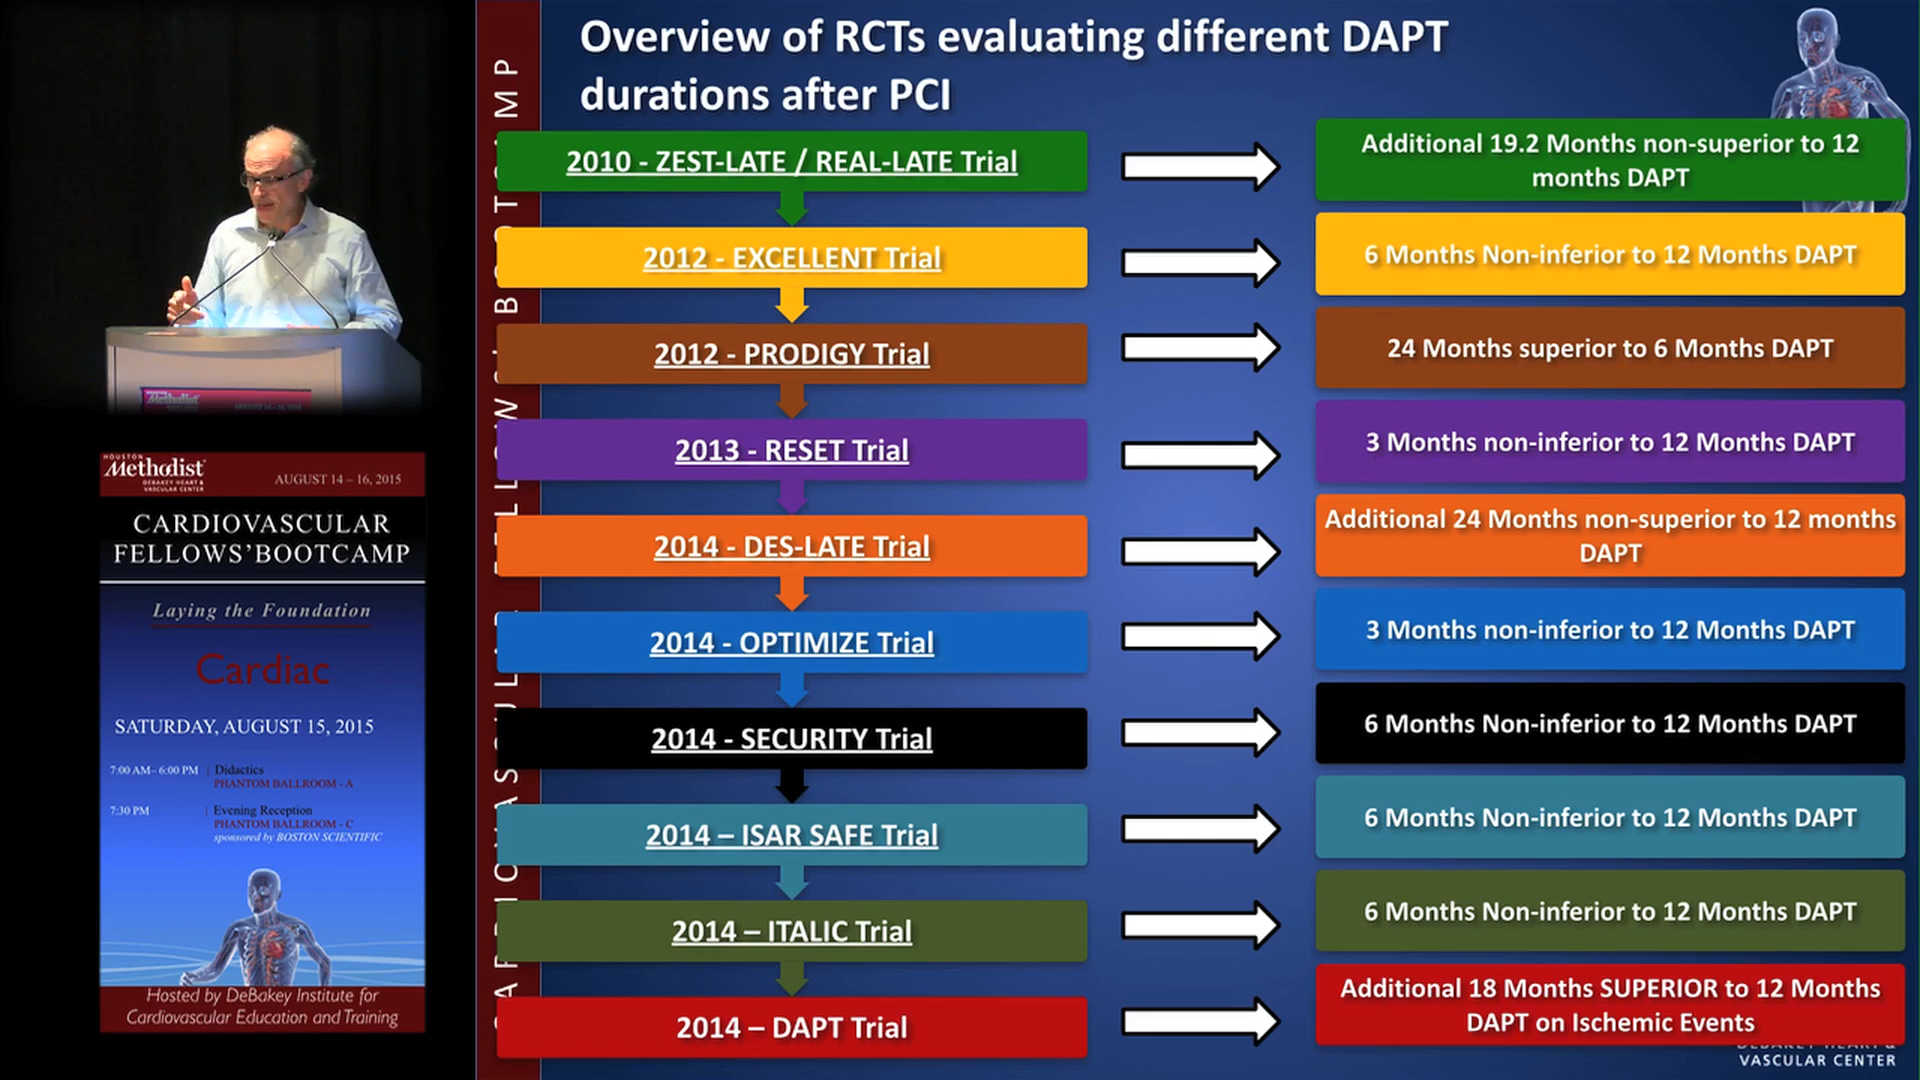 Overview of RCTs evaluating different DAPT
durations after PCI
2010 - ZEST-LATE / REAL-LATE Trial
Additional 19.2 Months non-superior to 12
months DAPT
2012 - EXCELLENT Trial
6 Months Non-inferior to 12 Months DAPT
2012 - PRODIGY Trial
24 Months superior to 6 Months DAPT
2013 - RESET Trial
3 Months non-inferior to 12 Months DAPT
2014 - DES-LATE Trial
Additional 24 Months non-superior to 12 months
DAPT
2014 - OPTIMIZE Trial
3 Months non-inferior to 12 Months DAPT
2014 - SECURITY Trial
6 Months Non-inferior to 12 Months DAPT
2014 – ISAR SAFE Trial
6 Months Non-inferior to 12 Months DAPT
2014 – ITALIC Trial
6 Months Non-inferior to 12 Months DAPT
2014 – DAPT Trial
Additional 18 Months SUPERIOR to 12 Months
DAPT on Ischemic Events
VASCULAR CENTER
Methodist
HOUSTON
Methodist
DEBAKEY HEART &
VASCULAR CENTER
AUGUST 14 – 16, 2015
CARDIOVASCULAR
FELLOWS'BOOTCAMP
Laying the Foundation
Cardiac
SATURDAY, AUGUST 15, 2015
7:00 AM– 6:00 PM | Didactics
PHANTOM BALLROOM - A
7:30 PM | Evening Reception
PHANTOM BALLROOM - C
sponsored by BOSTON SCIENTIFIC
Hosted by DeBakey Institute for
Cardiovascular Education and Training